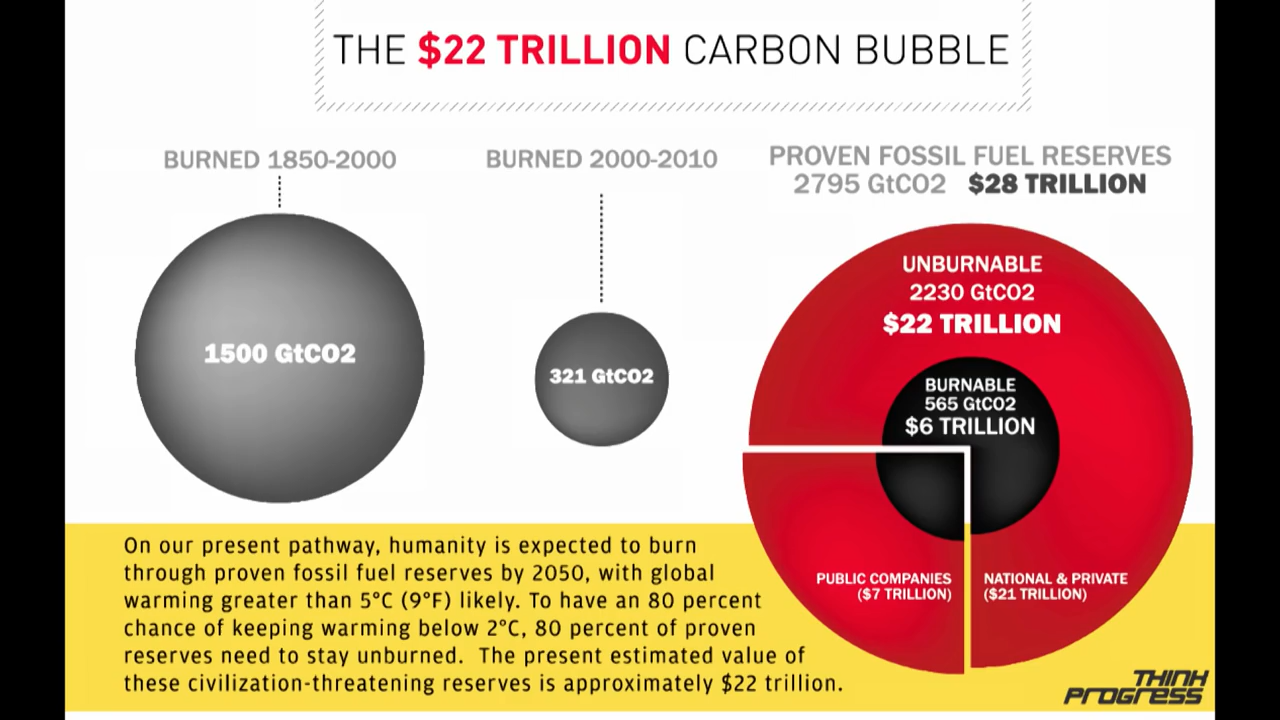 THE $22 TRILLION CARBON BUBBLE
BURNED 1850-2000
1500 GtCO2
BURNED 2000-2010
321 GtCO2
PROVEN FOSSIL FUEL RESERVES
2795 GtCO2 $28 TRILLION
UNBURNABLE
2230 GtCO2
$22 TRILLION
BURNABLE
565 GtCO2
$6 TRILLION
PUBLIC COMPANIES
($7 TRILLION)
NATIONAL & PRIVATE
($21 TRILLION)
On our present pathway, humanity is expected to burn
through proven fossil fuel reserves by 2050, with global
warming greater than 5°C (9°F) likely. To have an 80 percent
chance of keeping warming below 2°C, 80 percent of proven
reserves need to stay unburned. The present estimated value of
these civilization-threatening reserves is approximately $22 trillion.
THINK
PROGRESS